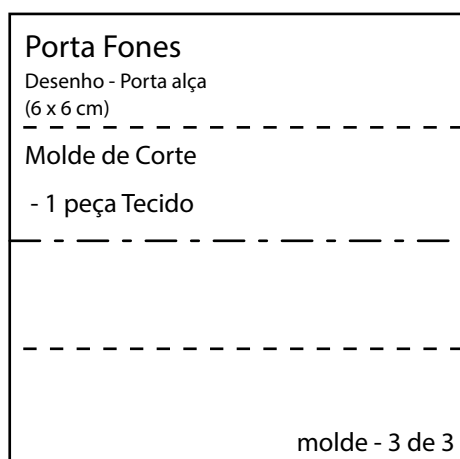 Porta Fones
Desenho - Porta alça
(6 x 6 cm)
Molde de Corte
- 1 peça Tecido
molde - 3 de 3